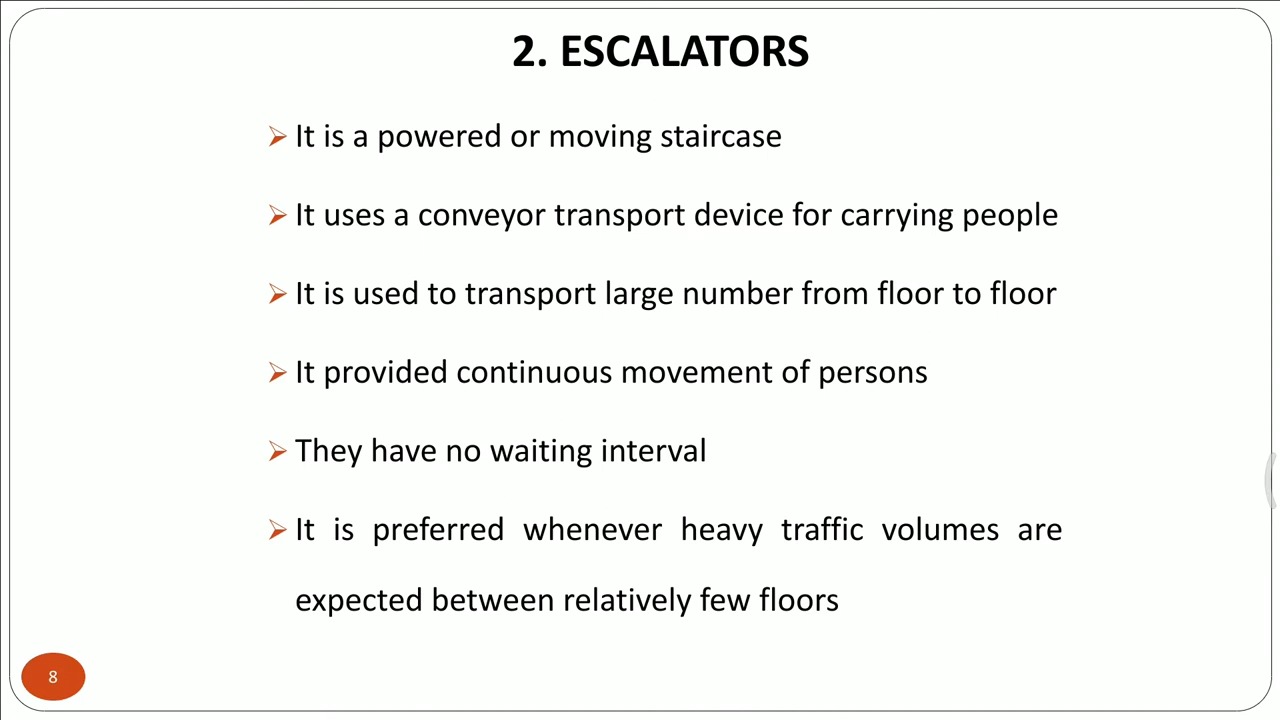 2. ESCALATORS
It is a powered or moving staircase
It uses a conveyor transport device for carrying people
It is used to transport large number from floor to floor
It provided continuous movement of persons
They have no waiting interval
It is preferred whenever heavy traffic volumes are
expected between relatively few floors
8